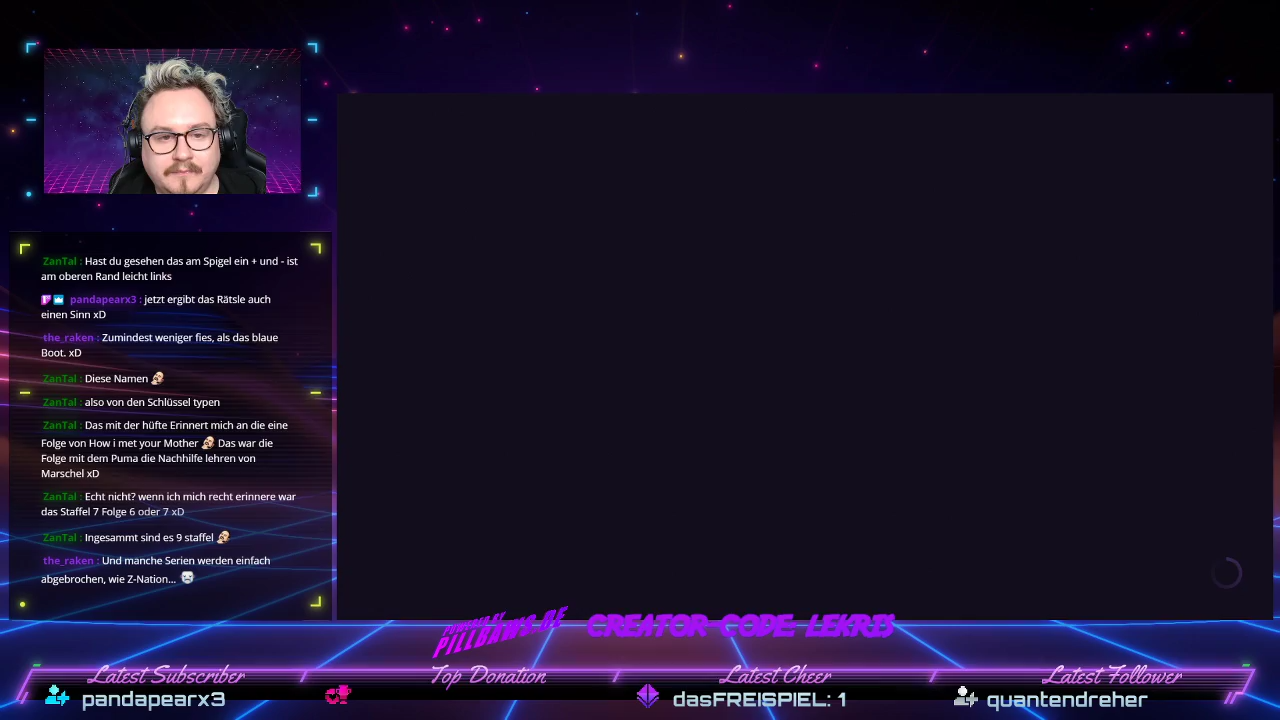 ZanTal : Hast du gesehen das am Spigel ein + und - ist
am oberen Rand leicht links
pandapearx3 : jetzt ergibt das Rätsle auch
einen Sinn xD
the_raken : Zumindest weniger fies, als das blaue
Boot. xD
ZanTal : Diese Namen
ZanTal : also von den Schlüssel typen
ZanTal : Das mit der hüfte Erinnert mich an die eine
Folge von How i met your Mother Das war die
Folge mit dem Puma die Nachhilfe lehren von
Marschel xD
ZanTal : Echt nicht? wenn ich mich recht erinnere war
das Staffel 7 Folge 6 oder 7 xD
ZanTal : Ingesammt sind es 9 staffel
the_raken : Und manche Serien werden einfach
abgebrochen, wie Z-Nation...
POWERED BY
PILLBAWS.DE
CREATOR CODE: LEKRIS
Latest Subscriber
pandapearx3
Top Donation
Latest Cheer
dasFREISPIEL: 1
Latest Follower
quantendreher